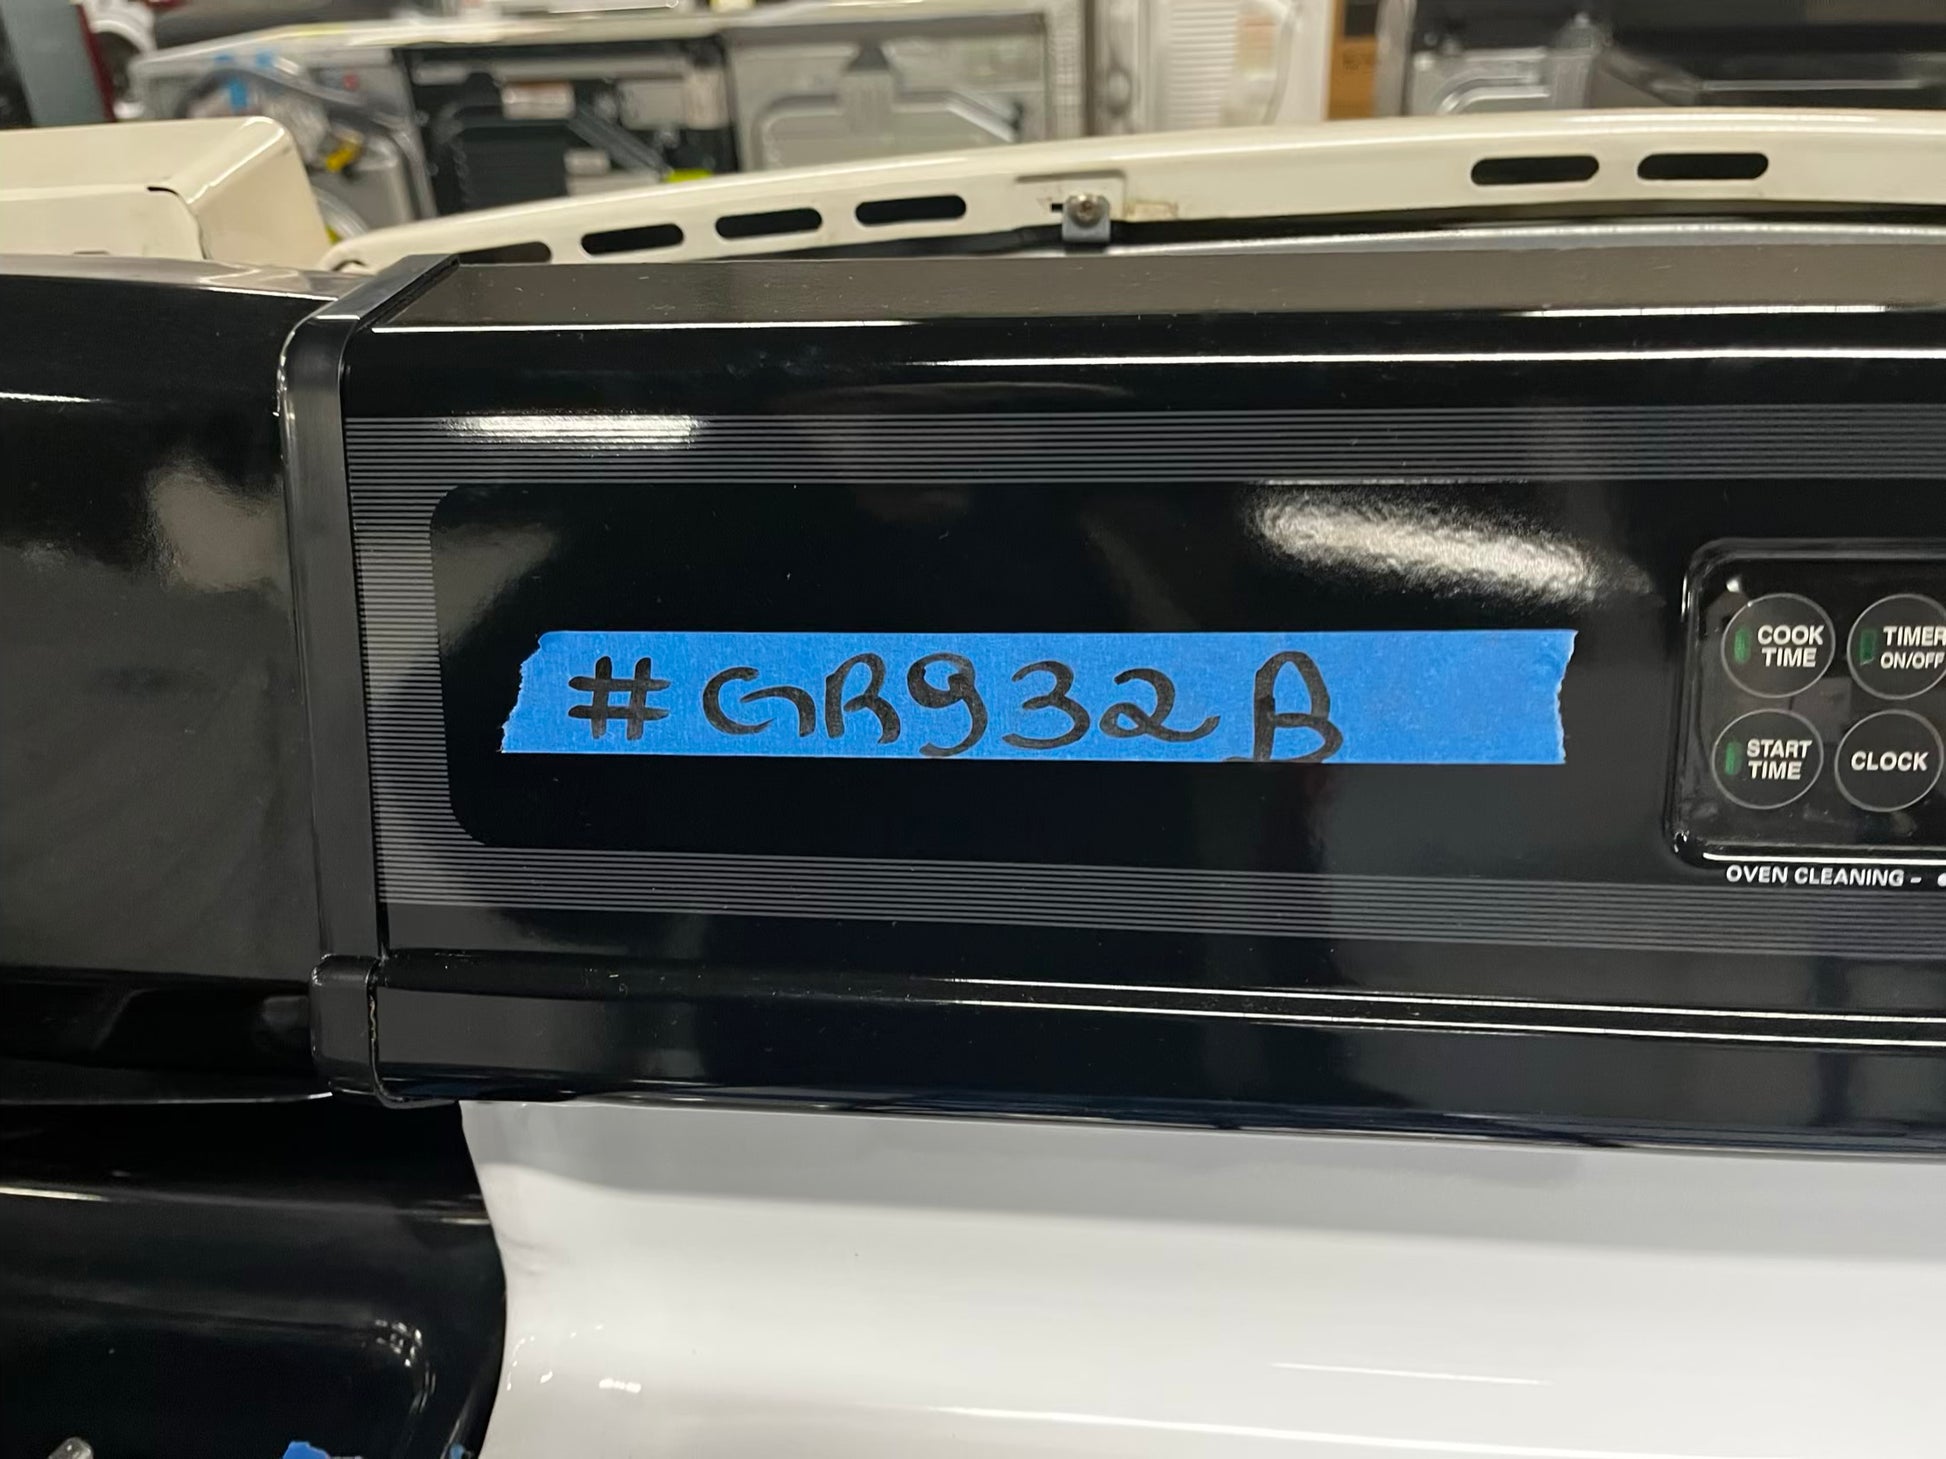 #GR932B
COOK TIME
TIMER ON/OFF
START TIME
CLOCK
OVEN CLEANING -